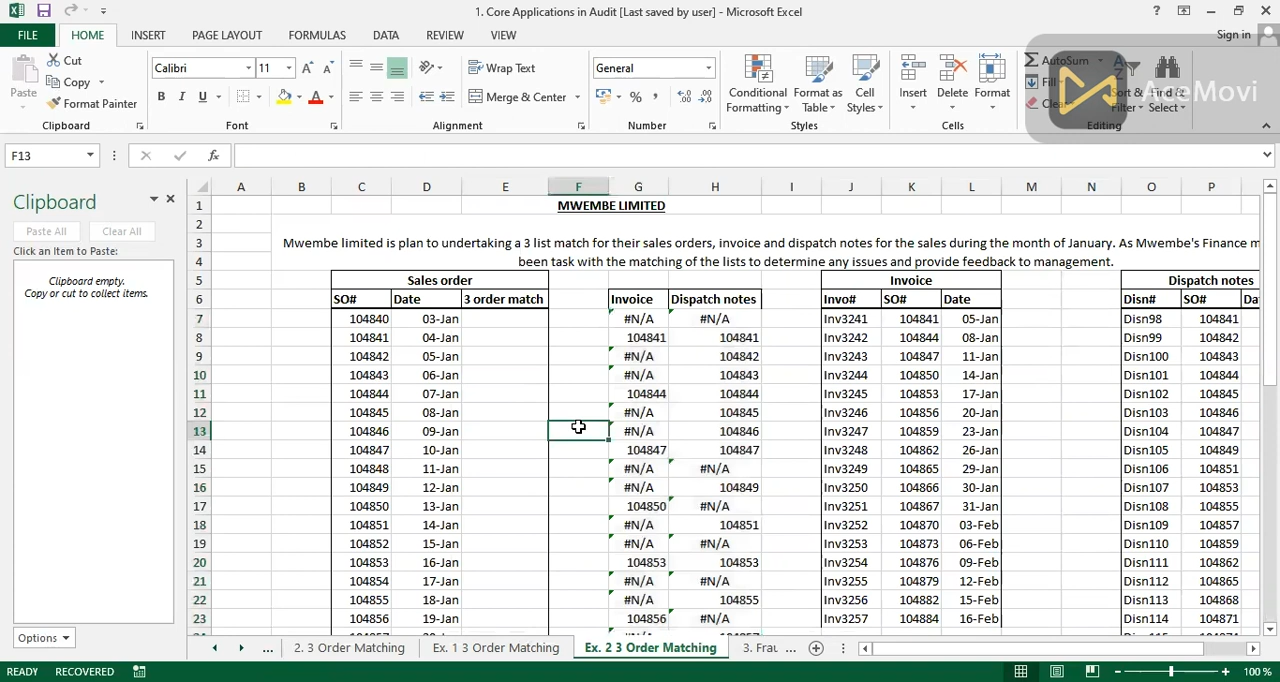 1. Core Applications in Audit [Last saved by user] - Microsoft Excel
?
FILE HOME INSERT PAGE LAYOUT FORMULAS DATA REVIEW VIEW Sign in
Paste Cut Copy Format Painter
Calibri 11 B I U
Wrap Text Merge & Center
General %
Conditional Formatting Format as Table Cell Styles
Insert Delete Format
AutoSum Fill Clear Sort & Filter Find & Select
AceMovi
Clipboard Font Alignment Number Styles Cells Editing
F13 fx
Clipboard
Paste All Clear All
Click an Item to Paste:
Clipboard empty.
Copy or cut to collect items.
Options
A B C D E F G H I J K L M N O P
1 MWEMBE LIMITED
2
3 Mwembe limited is plan to undertaking a 3 list match for their sales orders, invoice and dispatch notes for the sales during the month of January. As Mwembe's Finance m
4 been task with the matching of the lists to determine any issues and provide feedback to management.
5 Sales order Invoice Dispatch notes
6 SO# Date 3 order match Invoice Dispatch notes Invo# SO# Date Disn# SO# Da
7 104840 03-Jan #N/A #N/A Inv3241 104841 05-Jan Disn98 104841
8 104841 04-Jan 104841 104841 Inv3242 104844 08-Jan Disn99 104842
9 104842 05-Jan #N/A 104842 Inv3243 104847 11-Jan Disn100 104843
10 104843 06-Jan #N/A 104843 Inv3244 104850 14-Jan Disn101 104844
11 104844 07-Jan 104844 104844 Inv3245 104853 17-Jan Disn102 104845
12 104845 08-Jan #N/A 104845 Inv3246 104856 20-Jan Disn103 104846
13 104846 09-Jan #N/A 104846 Inv3247 104859 23-Jan Disn104 104847
14 104847 10-Jan 104847 104847 Inv3248 104862 26-Jan Disn105 104849
15 104848 11-Jan #N/A #N/A Inv3249 104865 29-Jan Disn106 104851
16 104849 12-Jan #N/A 104849 Inv3250 104866 30-Jan Disn107 104853
17 104850 13-Jan 104850 #N/A Inv3251 104867 31-Jan Disn108 104855
18 104851 14-Jan #N/A 104851 Inv3252 104870 03-Feb Disn109 104857
19 104852 15-Jan #N/A #N/A Inv3253 104873 06-Feb Disn110 104859
20 104853 16-Jan 104853 104853 Inv3254 104876 09-Feb Disn111 104862
21 104854 17-Jan #N/A #N/A Inv3255 104879 12-Feb Disn112 104865
22 104855 18-Jan #N/A 104855 Inv3256 104882 15-Feb Disn113 104868
23 104856 19-Jan 104856 #N/A Inv3257 104884 16-Feb Disn114 104871
... 2. 3 Order Matching Ex. 1 3 Order Matching Ex. 2 3 Order Matching 3. Frau ...
READY RECOVERED 100 %